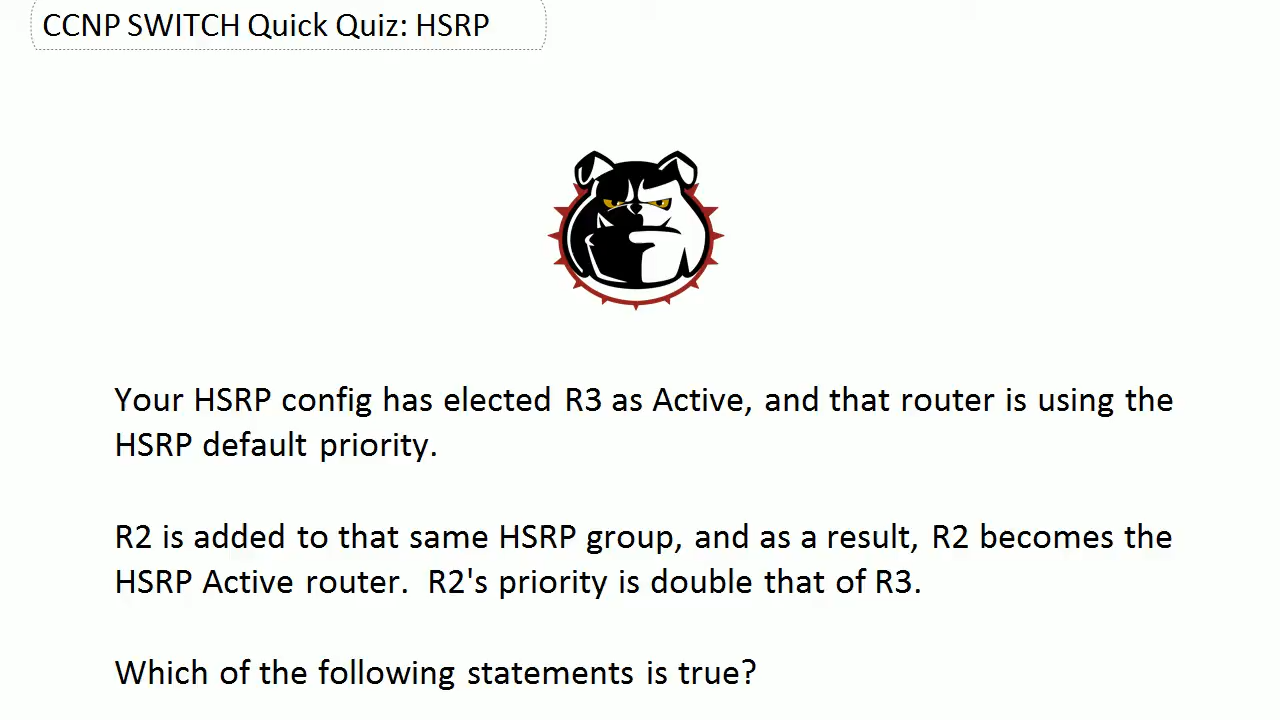 CCNP SWITCH Quick Quiz: HSRP
Your HSRP config has elected R3 as Active, and that router is using the
HSRP default priority.
R2 is added to that same HSRP group, and as a result, R2 becomes the
HSRP Active router.  R2's priority is double that of R3.
Which of the following statements is true?